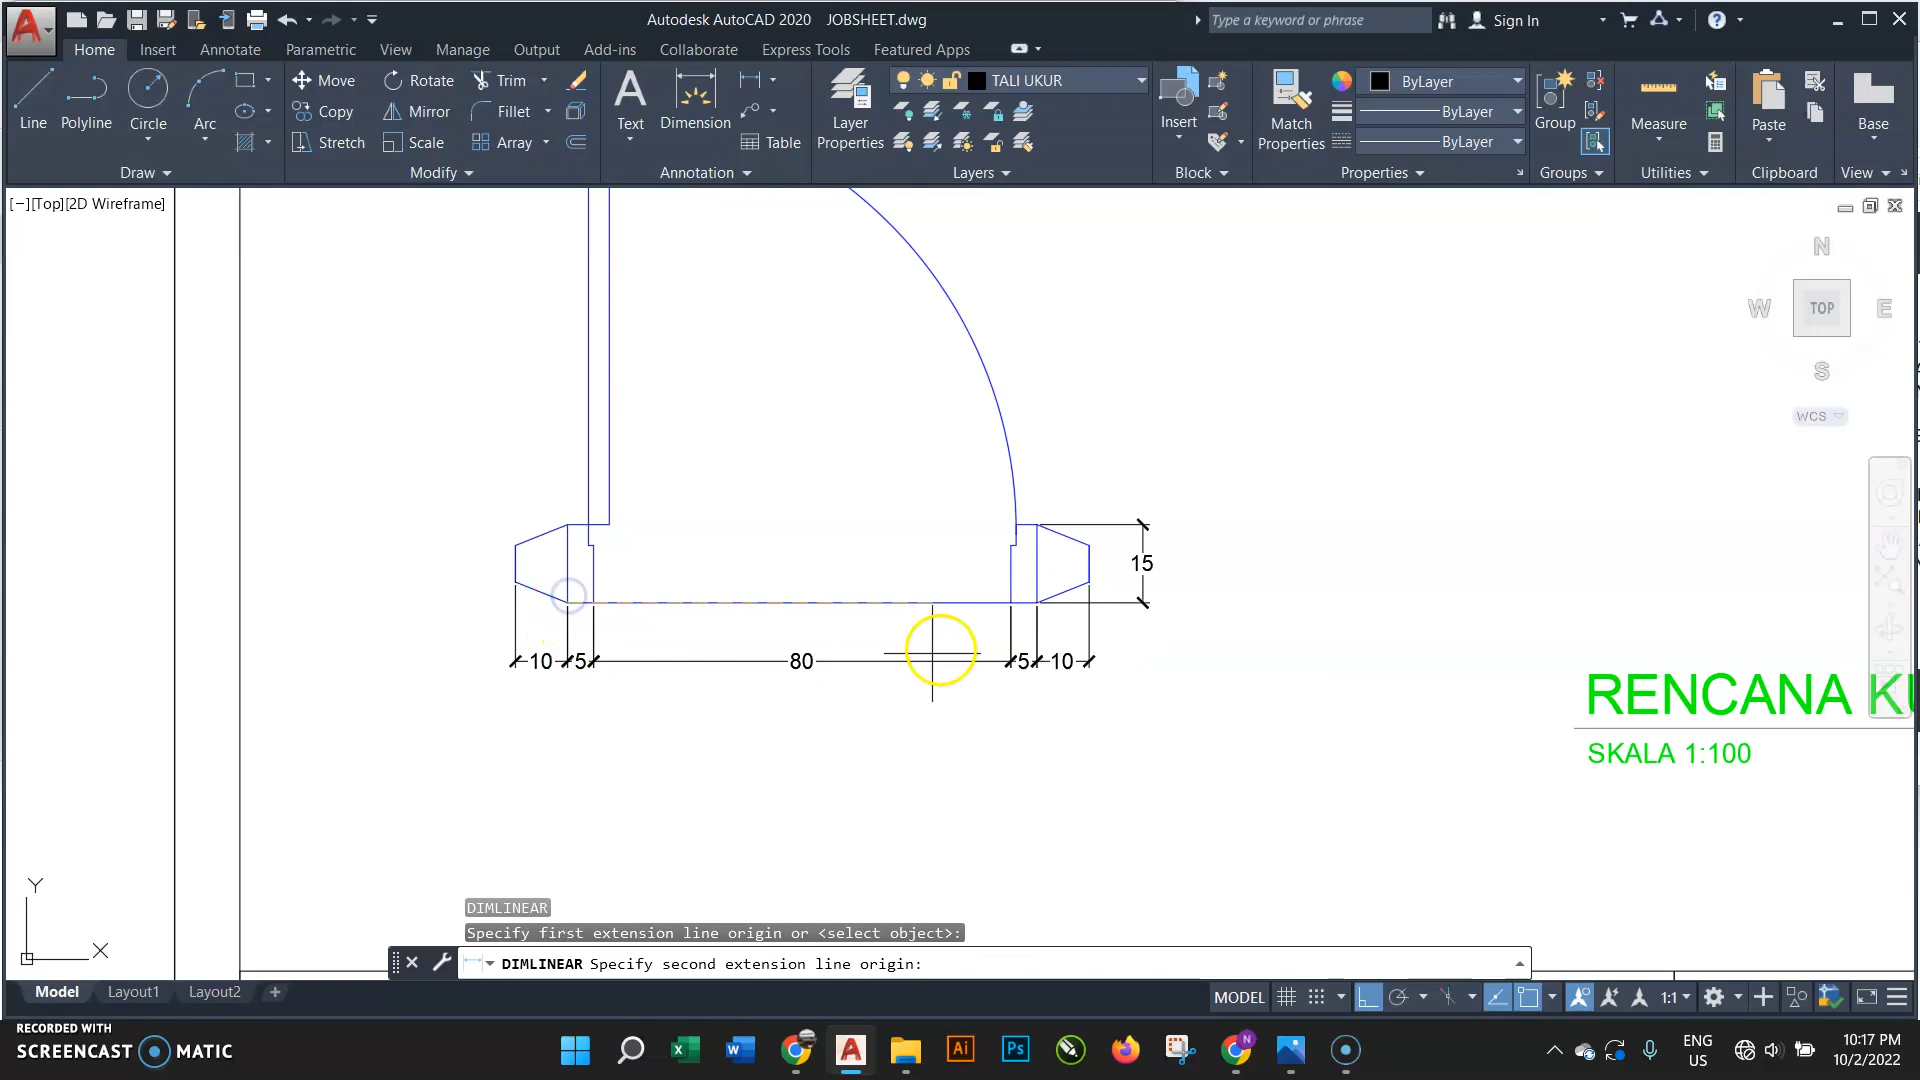 Autodesk AutoCAD 2020 JOBSHEET.dwg
Type a keyword or phrase
Sign In
Home Insert Annotate Parametric View Manage Output Add-ins Collaborate Express Tools Featured Apps
Line Polyline Circle Arc
Move Rotate Trim
Copy Mirror Fillet
Stretch Scale Array
Text Dimension Table
Layer Properties
TALI UKUR
Insert
Match Properties
ByLayer
ByLayer
ByLayer
Group Measure Paste Base
Draw Modify Annotation Layers Block Properties Groups Utilities Clipboard View
[−][Top][2D Wireframe]
N
W TOP E
S
WCS
15
10 5 80 5 10
RENCANA
SKALA 1:100
Y
X
DIMLINEAR
Specify first extension line origin or <select object>:
DIMLINEAR Specify second extension line origin:
Model Layout1 Layout2 +
MODEL 1:1
RECORDED WITH
SCREENCAST MATIC
Ai Ps
N
ENG
US
10:17 PM
10/2/2022